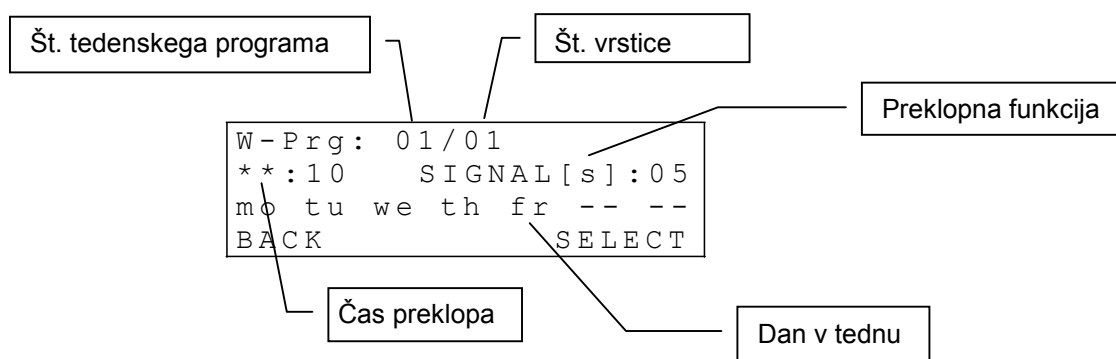 Št. tedenskega programa
Št. vrstice
Preklopna funkcija
W-Prg: 01/01
**:10 SIGNAL[s]:05
mo tu we th fr -- --
BACK SELECT
Čas preklopa
Dan v tednu